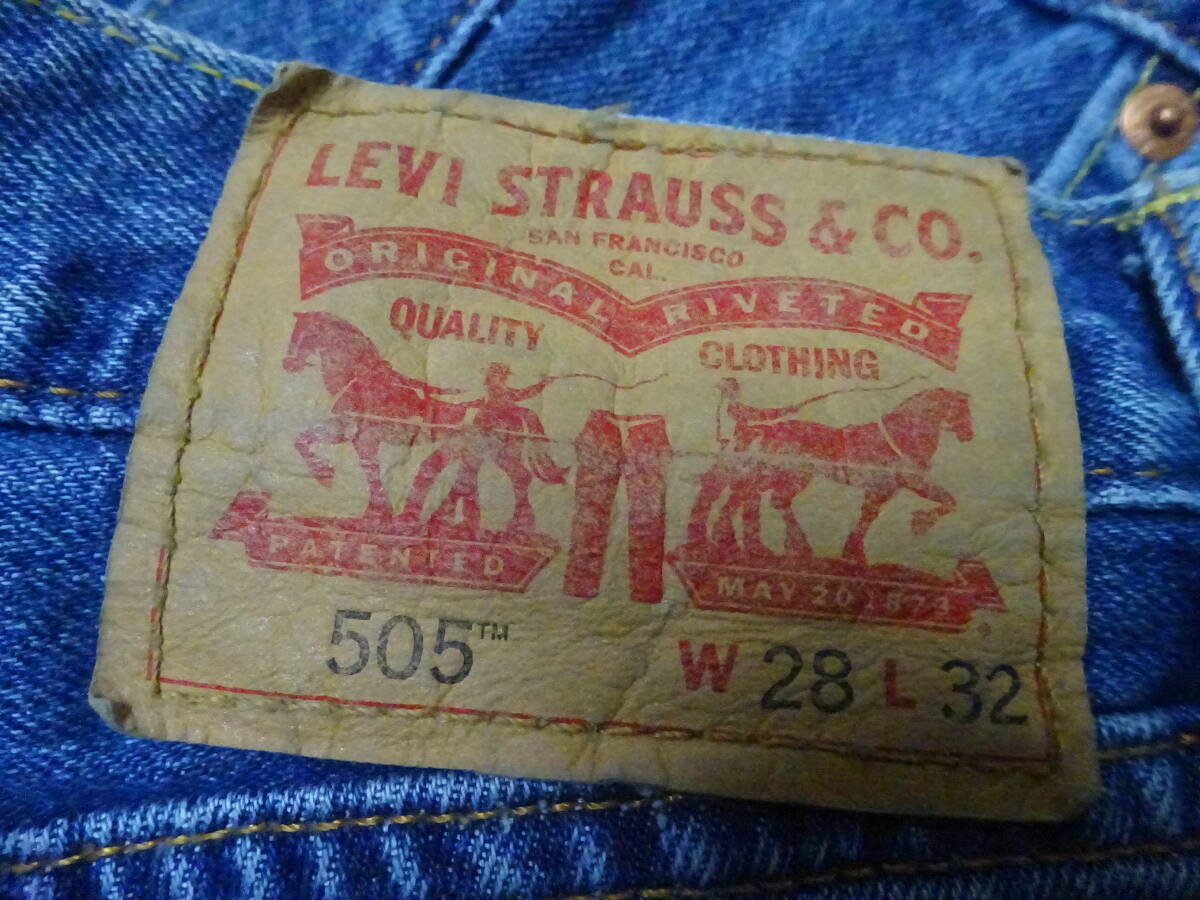 LEVI STRAUSS & CO.
SAN FRANCISCO
CAL.
ORIGINAL RIVETED
QUALITY CLOTHING
PATENTED MAY 20 1873
505™ W 28 L 32
®